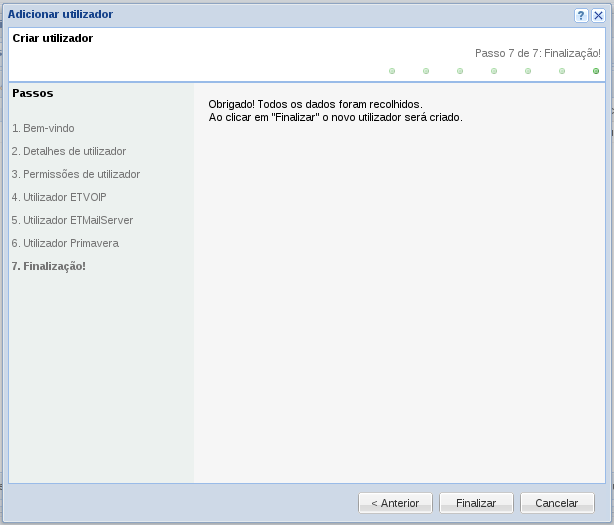 Adicionar utilizador
Criar utilizador
Passo 7 de 7: Finalização!
Passos
Obrigado! Todos os dados foram recolhidos.
Ao clicar em "Finalizar" o novo utilizador será criado.
1. Bem-vindo
2. Detalhes de utilizador
3. Permissões de utilizador
4. Utilizador ETVOIP
5. Utilizador ETMailServer
6. Utilizador Primavera
7. Finalização!
< Anterior
Finalizar
Cancelar